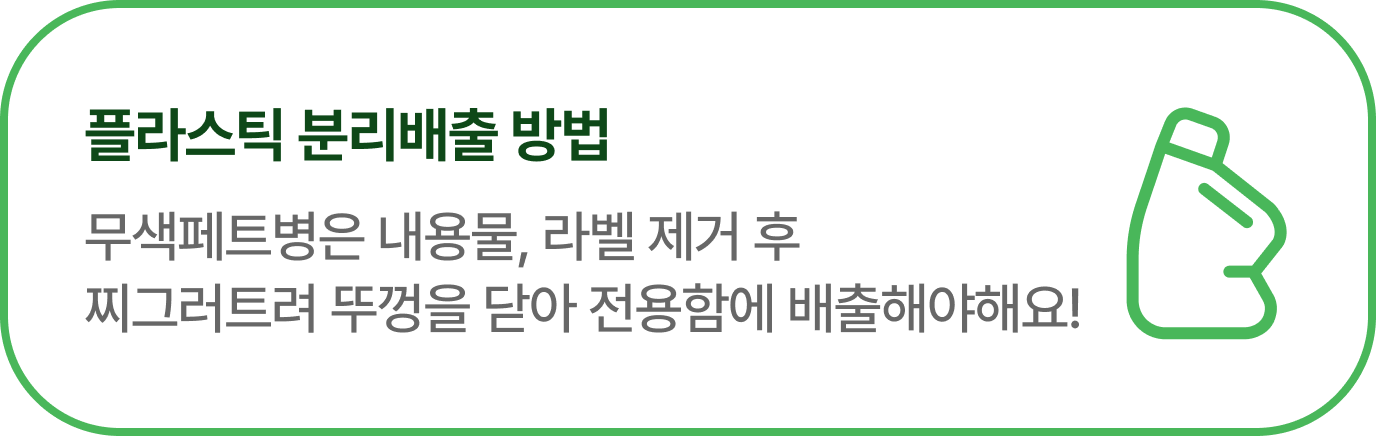 플라스틱 분리배출 방법
무색페트병은 내용물, 라벨 제거 후
찌그러트려 뚜껑을 닫아 전용함에 배출해야해요!